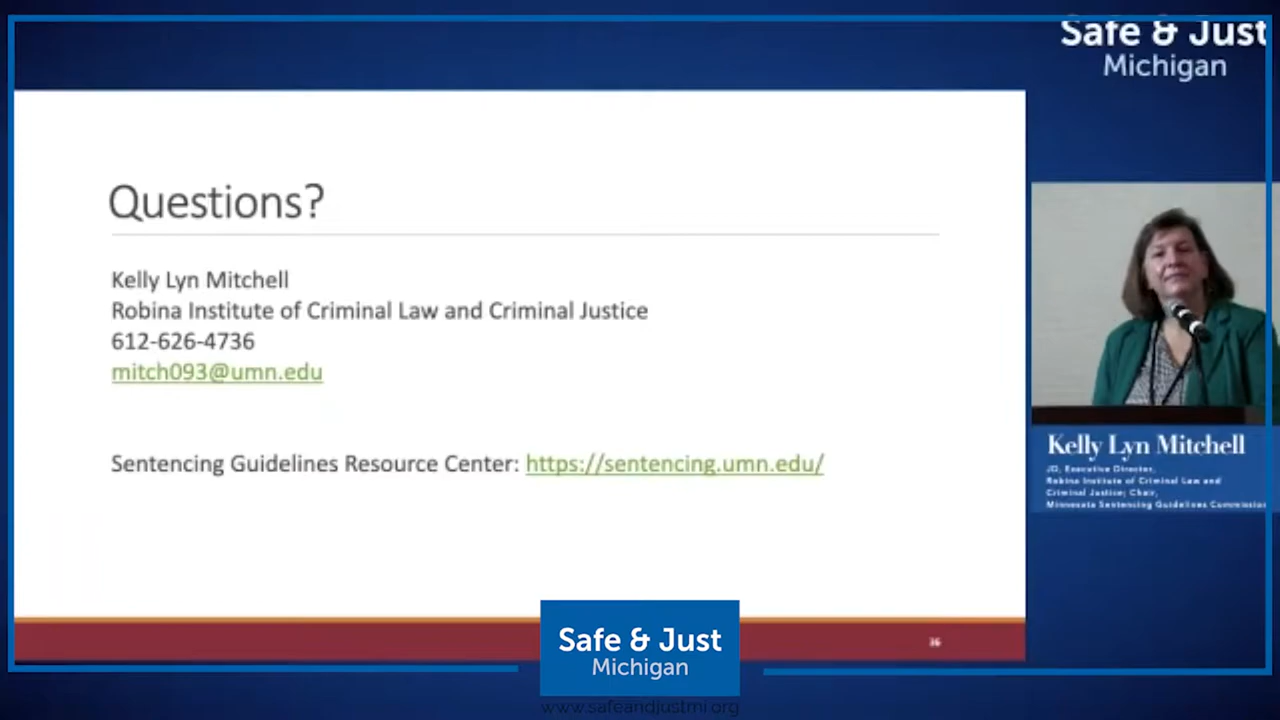 Safe & Just
Michigan
Questions?
Kelly Lyn Mitchell
Robina Institute of Criminal Law and Criminal Justice
612-626-4736
mitch093@umn.edu
Sentencing Guidelines Resource Center: https://sentencing.umn.edu/
36
Kelly Lyn Mitchell
JD, Executive Director,
Robina Institute of Criminal Law and
Criminal Justice; Chair,
Minnesota Sentencing Guidelines Commission
Safe & Just
Michigan
www.safeandjustmi.org